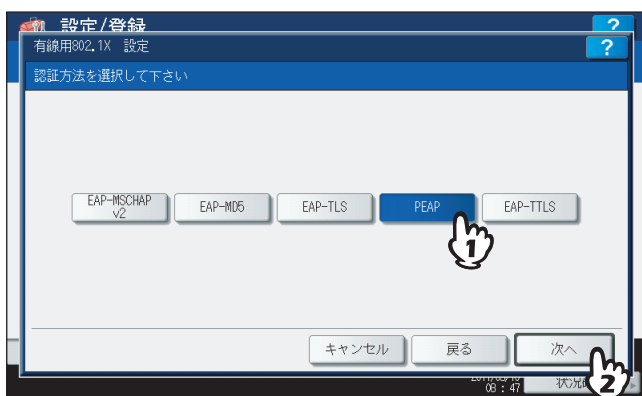 設定/登録
?
有線用802.1X 設定
?
認証方法を選択して下さい
EAP-MSCHAP
v2
EAP-MD5
EAP-TLS
PEAP
EAP-TTLS
1
キャンセル
戻る
次へ
2
08:47
状況